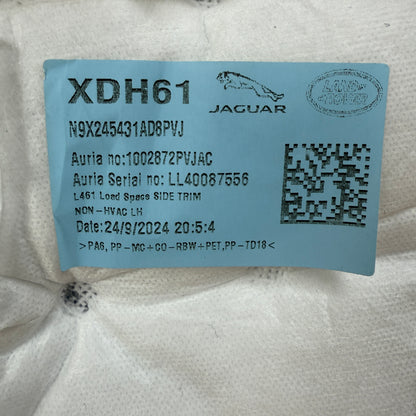 XDH61
JAGUAR
LAND
ROVER
N9X245431AD8PVJ
Auria no:1002872PVJAC
Auria Serial no: LL40087556
L461 Load Space SIDE TRIM
NON-HVAC LH
Date:24/9/2024 20:5:4
>PA6, PP-MC+CO-RBW+PET,PP-TD18<